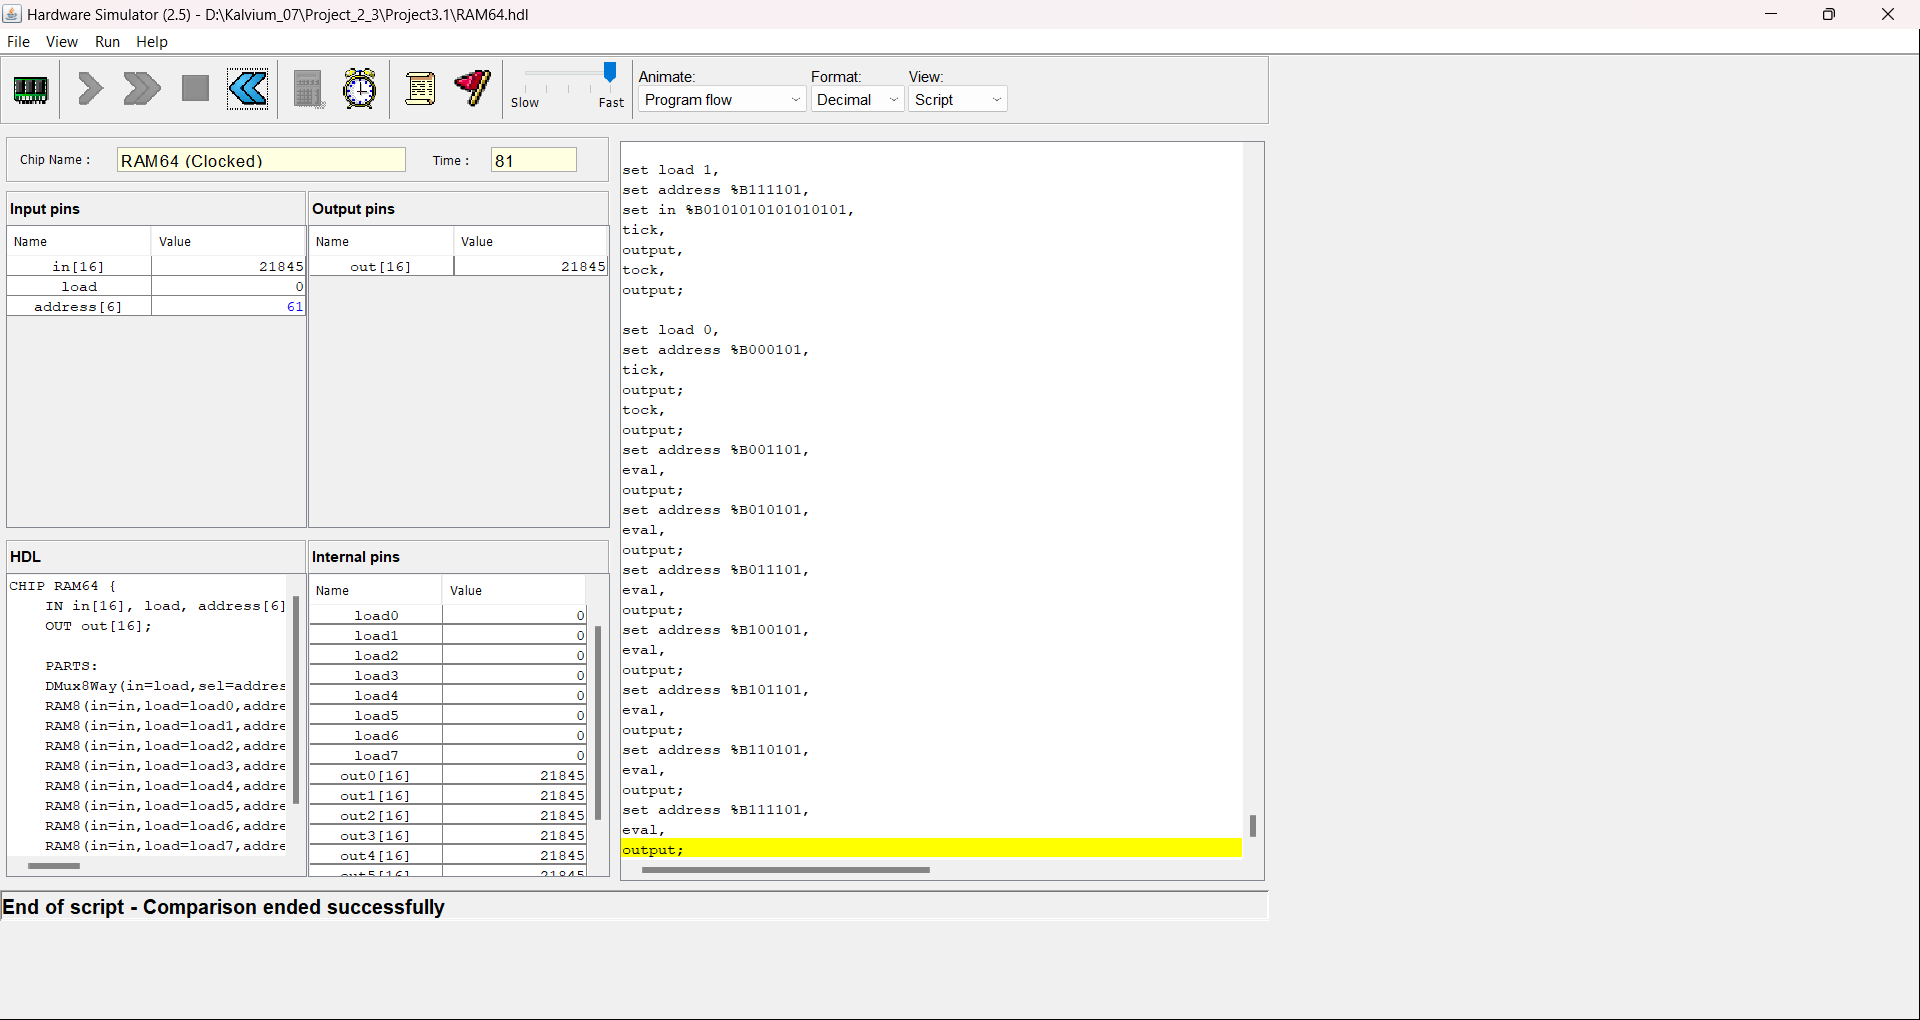 Hardware Simulator (2.5) - D:\Kalvium_07\Project_2_3\Project3.1\RAM64.hdl
File View Run Help
Slow Fast
Animate: Format: View:
Program flow Decimal Script
Chip Name : RAM64 (Clocked) Time : 81
Input pins
Name Value
in[16] 21845
load 0
address[6] 61
Output pins
Name Value
out[16] 21845
HDL
CHIP RAM64 {
IN in[16], load, address[6]
OUT out[16];
PARTS:
DMux8Way(in=load,sel=addres
RAM8(in=in,load=load0,addre
RAM8(in=in,load=load1,addre
RAM8(in=in,load=load2,addre
RAM8(in=in,load=load3,addre
RAM8(in=in,load=load4,addre
RAM8(in=in,load=load5,addre
RAM8(in=in,load=load6,addre
RAM8(in=in,load=load7,addre
Internal pins
Name Value
load0 0
load1 0
load2 0
load3 0
load4 0
load5 0
load6 0
load7 0
out0[16] 21845
out1[16] 21845
out2[16] 21845
out3[16] 21845
out4[16] 21845
out5[16] 21845
set load 1,
set address %B111101,
set in %B0101010101010101,
tick,
output,
tock,
output;
set load 0,
set address %B000101,
tick,
output;
tock,
output;
set address %B001101,
eval,
output;
set address %B010101,
eval,
output;
set address %B011101,
eval,
output;
set address %B100101,
eval,
output;
set address %B101101,
eval,
output;
set address %B110101,
eval,
output;
set address %B111101,
eval,
output;
End of script - Comparison ended successfully